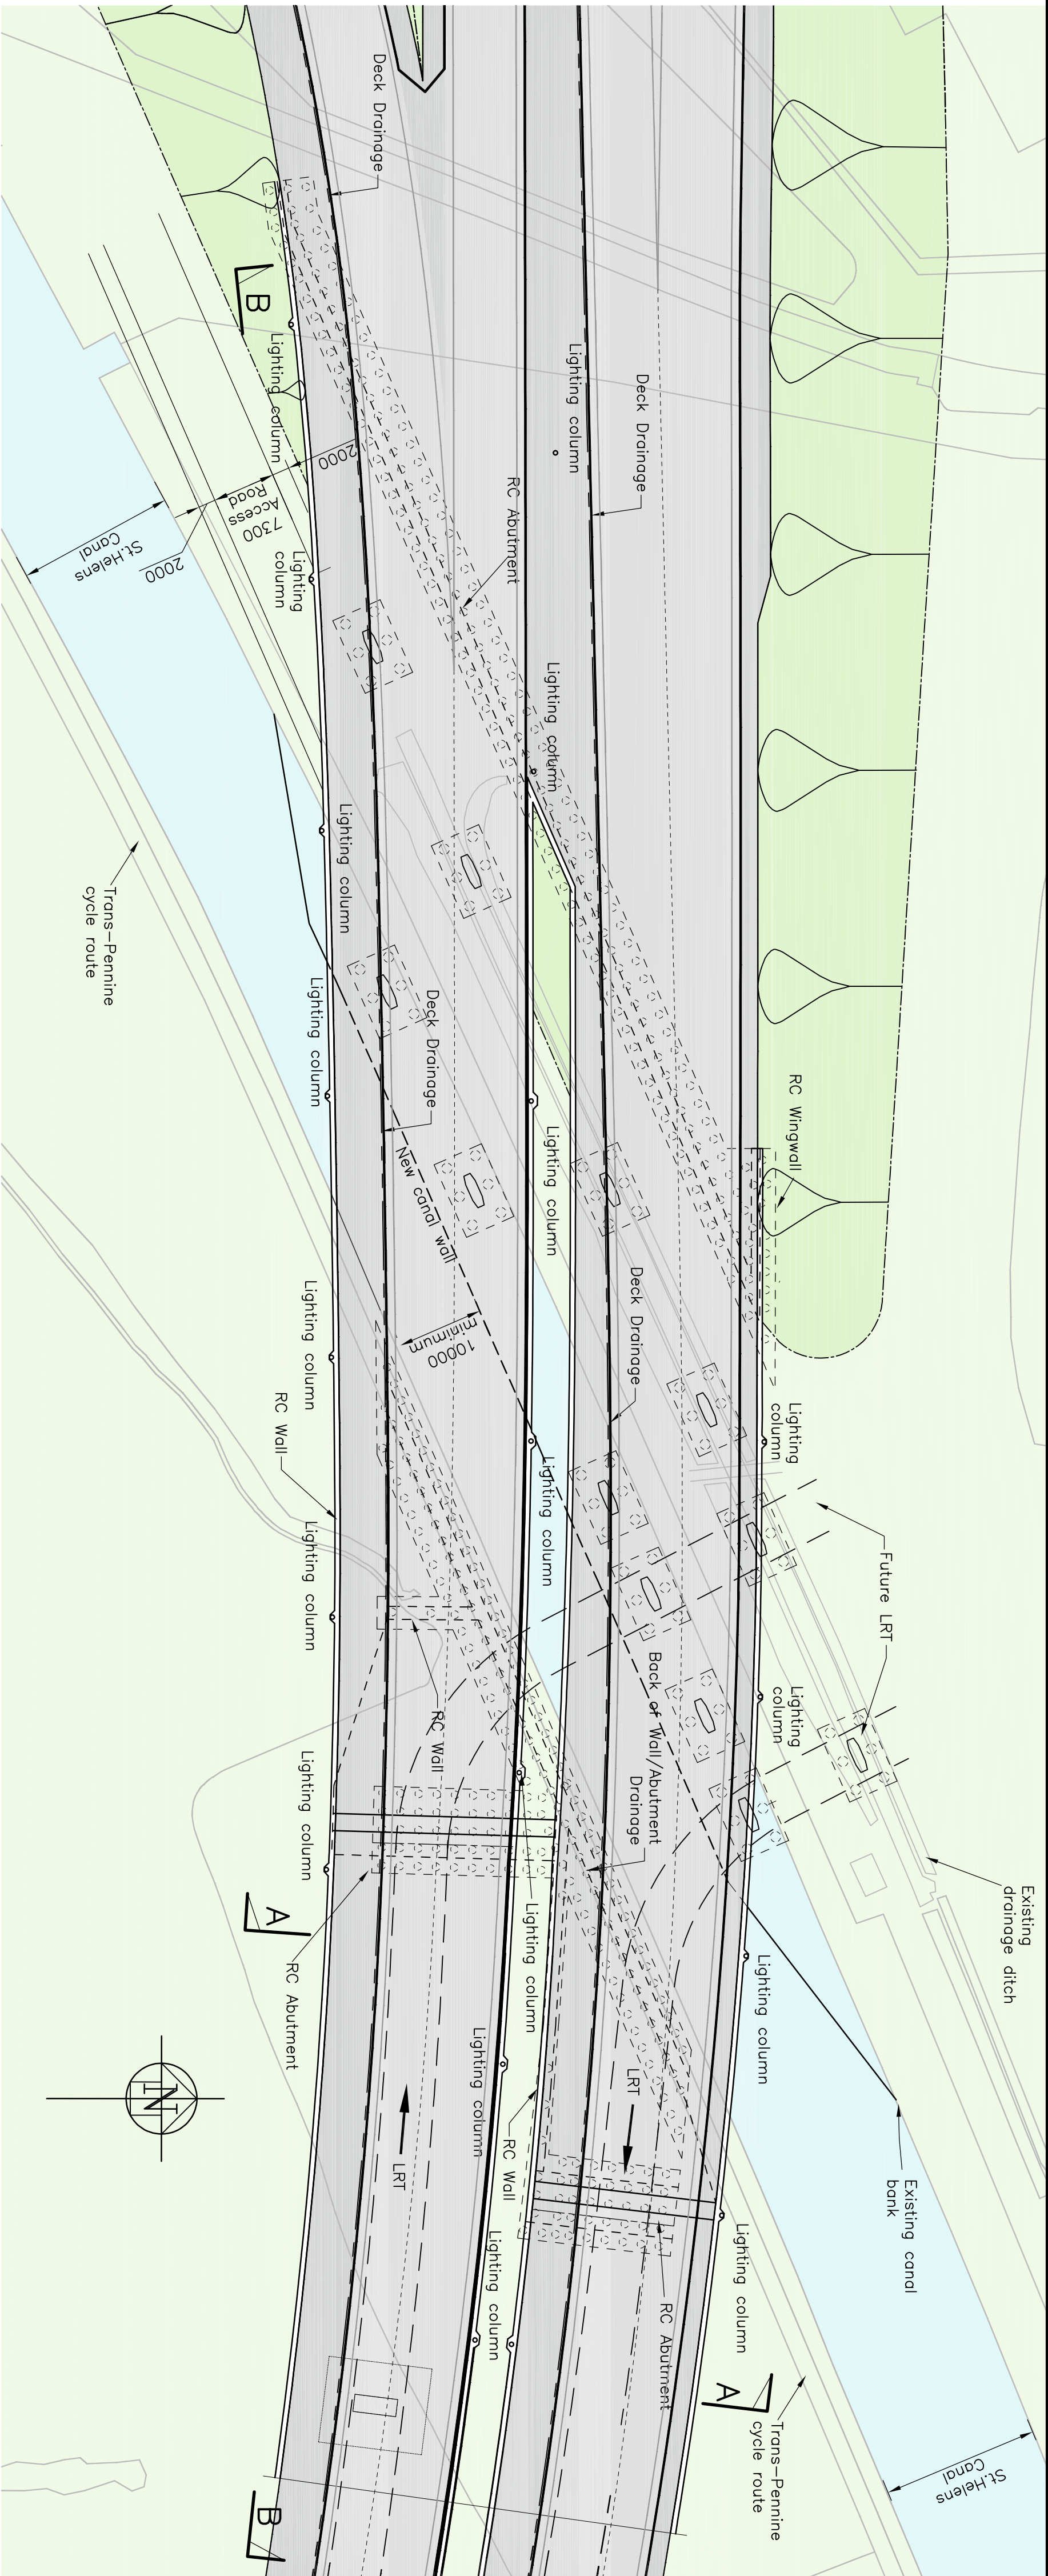 Deck Drainage
B
Lighting column
Lighting column
Deck Drainage
RC Abutment
2000
7300
Access
Road
2000
St.Helens
Canal
Lighting
column
Lighting column
Lighting column
Trans-Pennine
cycle route
Lighting column
Deck Drainage
RC Wingwall
Lighting column
New canal wall
10000
minimum
Deck Drainage
Lighting column
RC Wall
Lighting
column
Lighting column
Lighting column
Future LRT
RC Wall
Lighting
column
Back of Wall/Abutment
Drainage
Lighting column
A
Existing
drainage ditch
Lighting column
RC Abutment
Lighting column
N
Lighting column
LRT
LRT
RC Wall
Existing canal
bank
Lighting column
Lighting column
RC Abutment
A
Trans-Pennine
cycle route
St.Helens
Canal
B